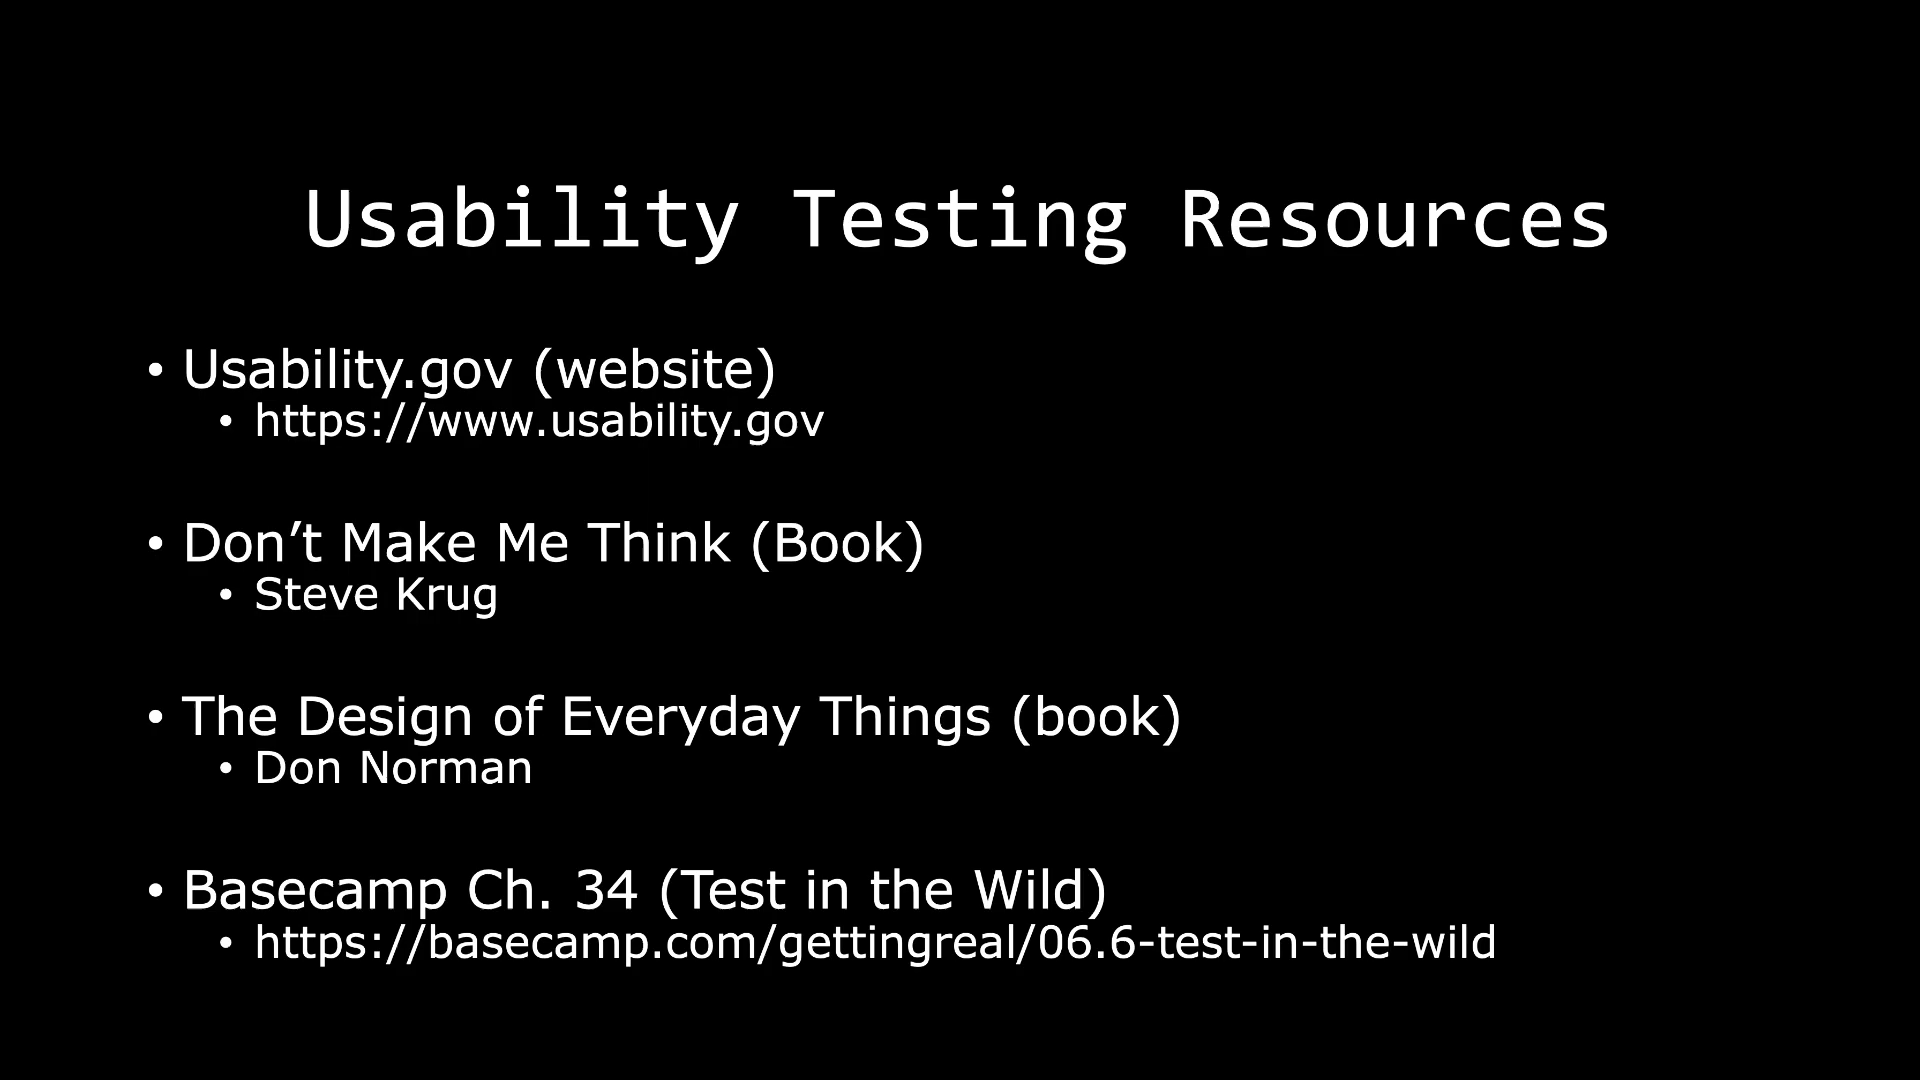 Usability Testing Resources
• Usability.gov (website)
• https://www.usability.gov
• Don’t Make Me Think (Book)
• Steve Krug
• The Design of Everyday Things (book)
• Don Norman
• Basecamp Ch. 34 (Test in the Wild)
• https://basecamp.com/gettingreal/06.6-test-in-the-wild